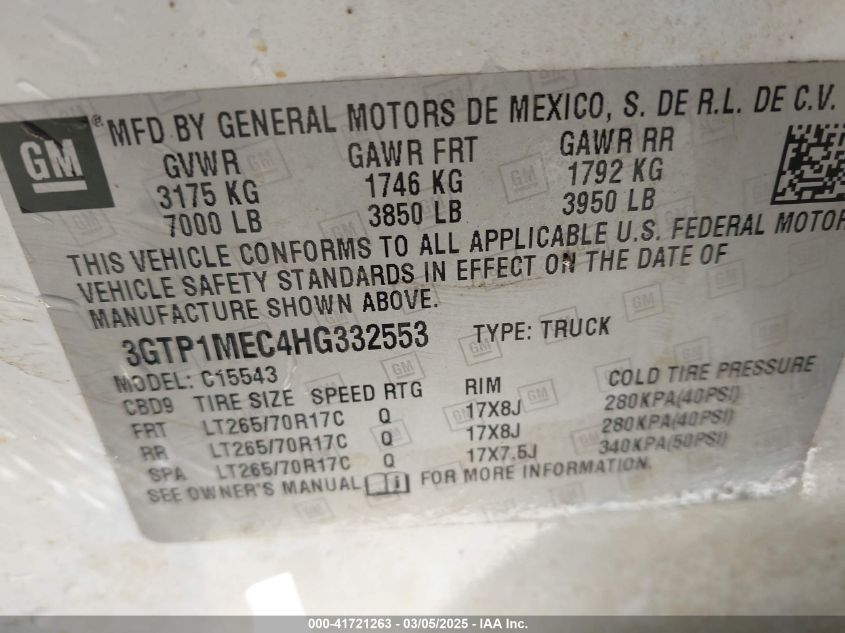 GM
® MFD BY GENERAL MOTORS DE MEXICO, S. DE R.L. DE C.V.
GVWR GAWR FRT GAWR RR
3175 KG 1746 KG 1792 KG
7000 LB 3850 LB 3950 LB
THIS VEHICLE CONFORMS TO ALL APPLICABLE U.S. FEDERAL MOTOR
VEHICLE SAFETY STANDARDS IN EFFECT ON THE DATE OF
MANUFACTURE SHOWN ABOVE.
3GTP1MEC4HG332553 TYPE: TRUCK
MODEL: C15543
CBD9 TIRE SIZE SPEED RTG RIM COLD TIRE PRESSURE
FRT LT265/70R17C Q 17X8J 280KPA(40PSI)
RR LT265/70R17C Q 17X8J 280KPA(40PSI)
SPA LT265/70R17C Q 17X7.5J 340KPA(50PSI)
SEE OWNER'S MANUAL FOR MORE INFORMATION.
000-41721263 - 03/05/2025 - IAA Inc.